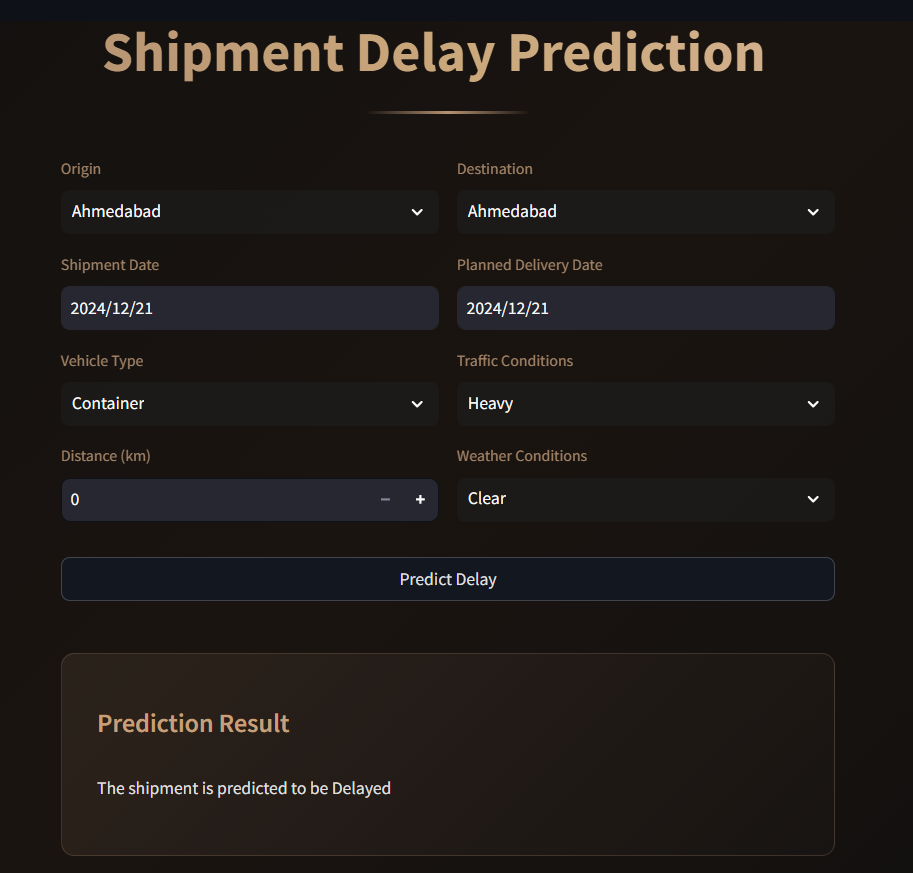 Shipment Delay Prediction
Origin
Destination
Ahmedabad
Ahmedabad
Shipment Date
Planned Delivery Date
2024/12/21
2024/12/21
Vehicle Type
Traffic Conditions
Container
Heavy
Distance (km)
Weather Conditions
0
Clear
Predict Delay
Prediction Result
The shipment is predicted to be Delayed